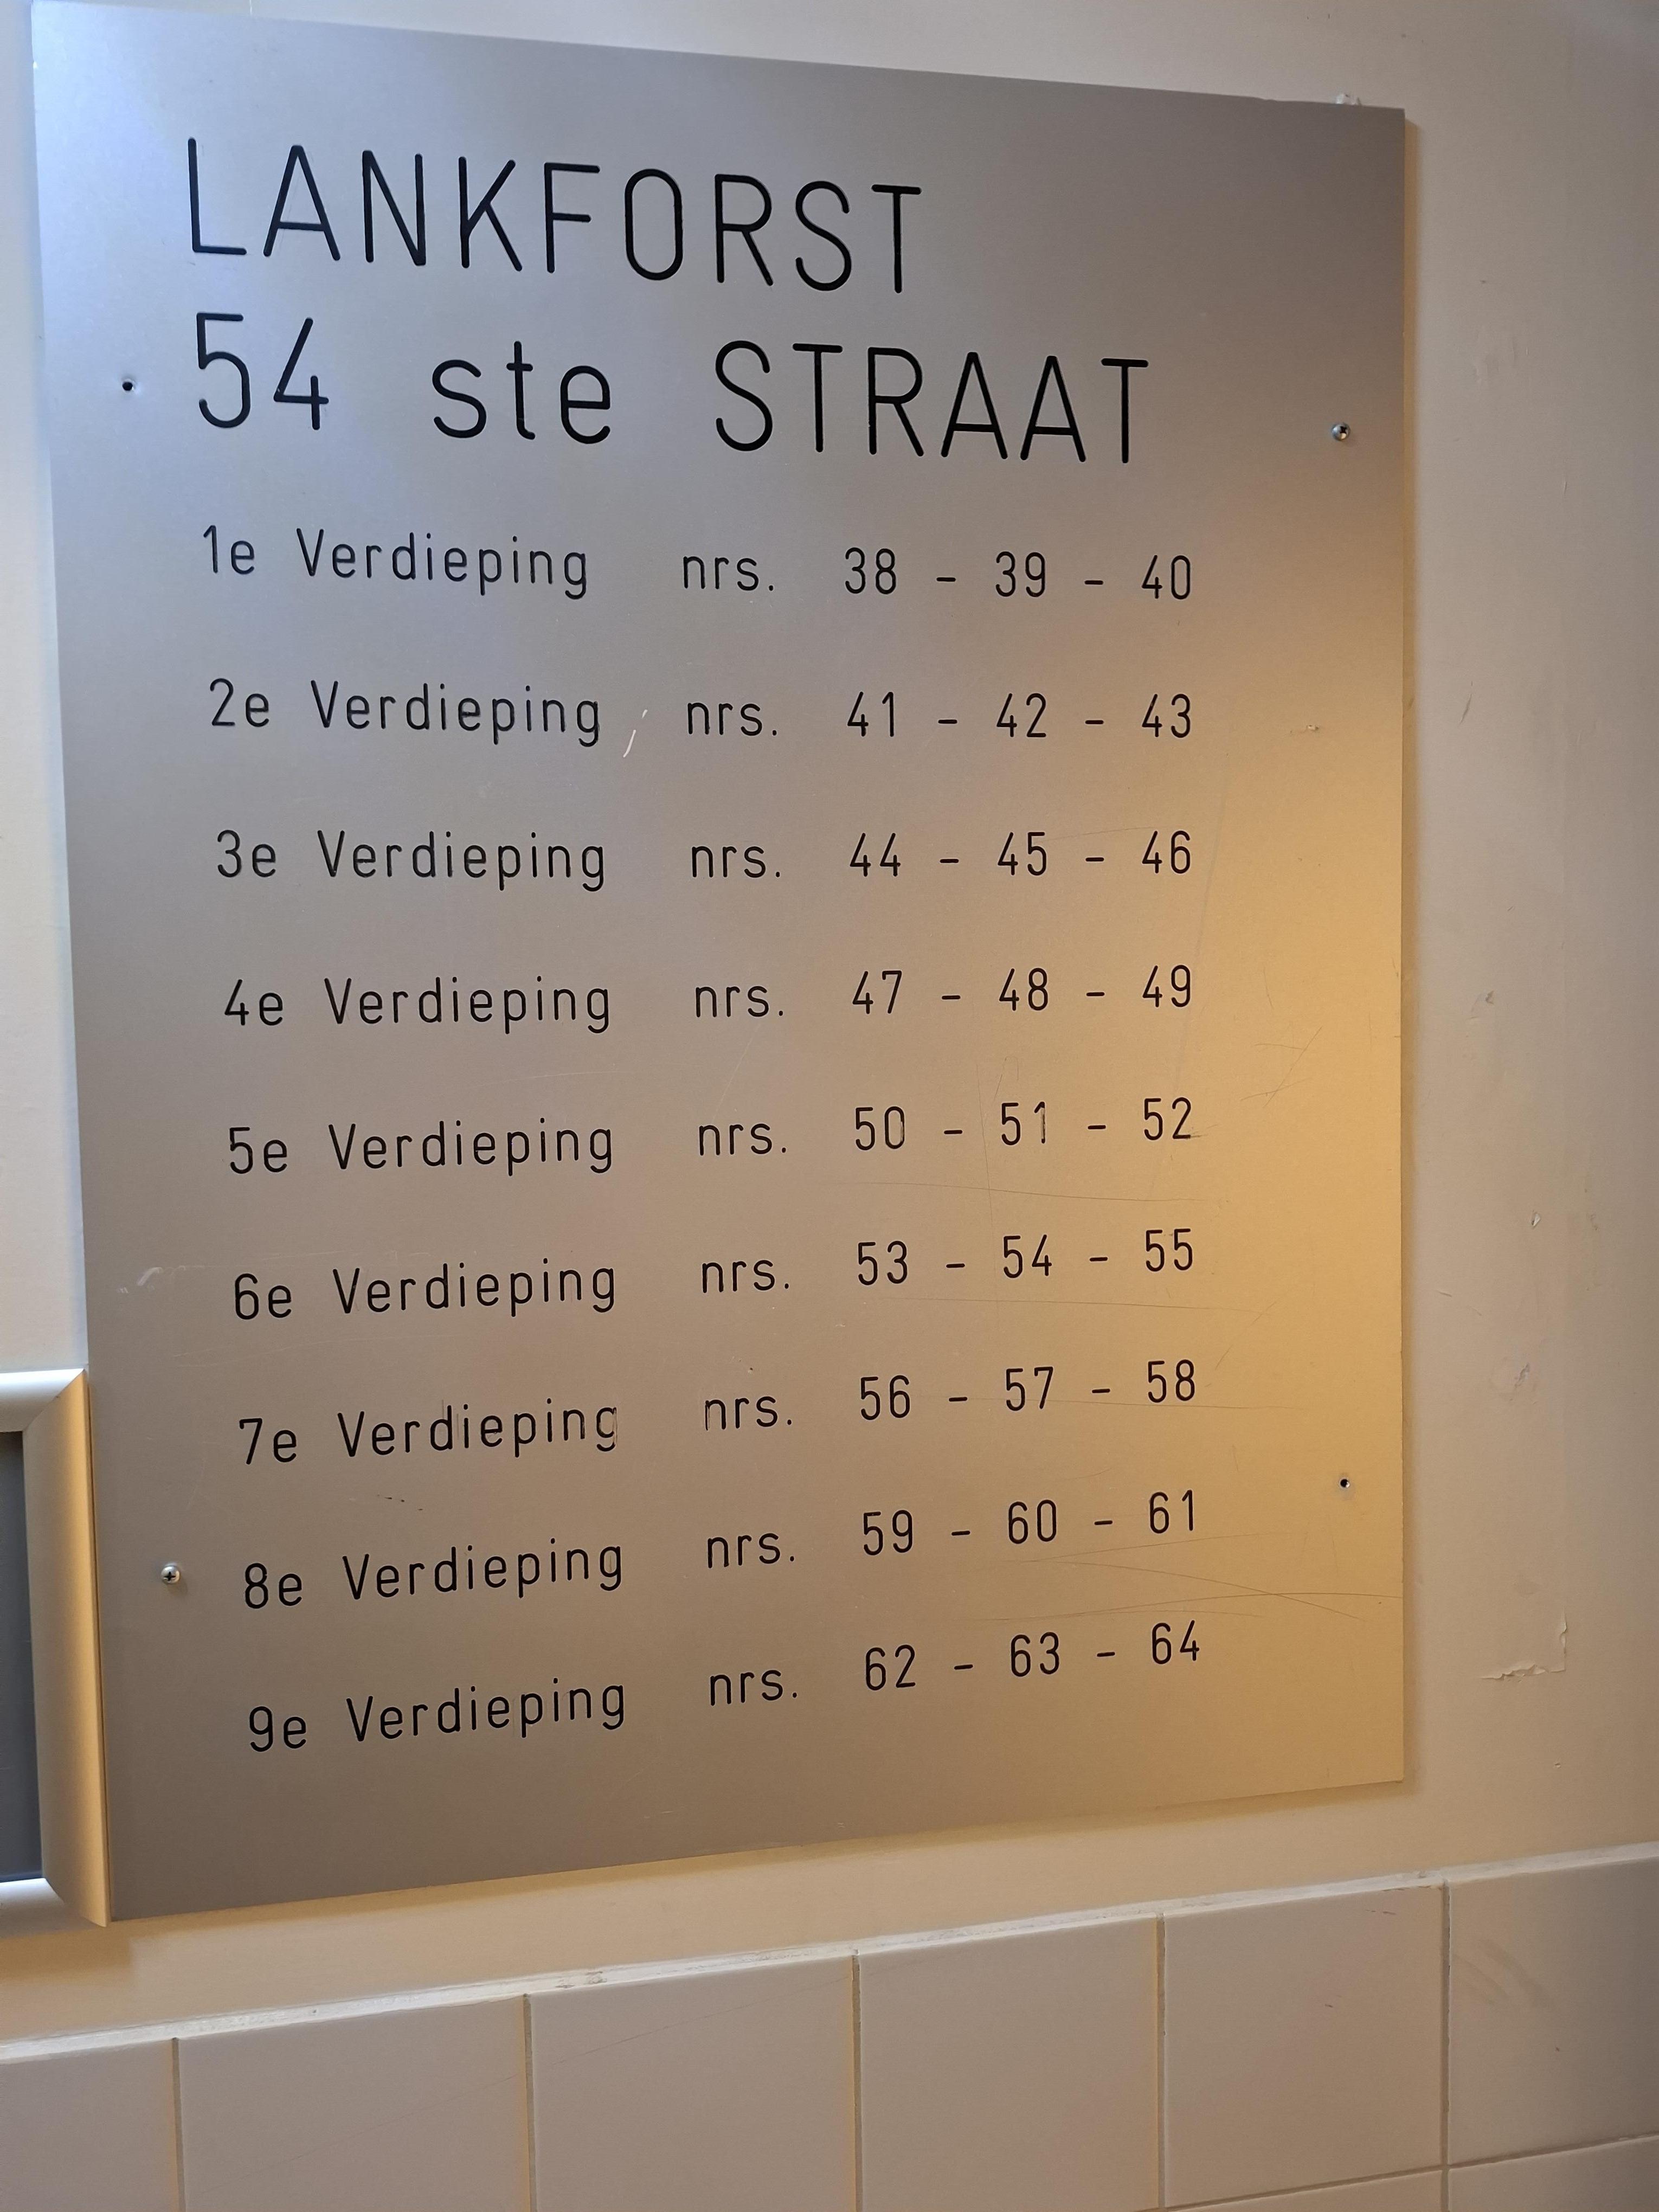 LANKFORST
54 ste STRAAT
1e Verdieping nrs. 38 - 39 - 40
2e Verdieping nrs. 41 - 42 - 43
3e Verdieping nrs. 44 - 45 - 46
4e Verdieping nrs. 47 - 48 - 49
5e Verdieping nrs. 50 - 51 - 52
6e Verdieping nrs. 53 - 54 - 55
7e Verdieping nrs. 56 - 57 - 58
8e Verdieping nrs. 59 - 60 - 61
9e Verdieping nrs. 62 - 63 - 64